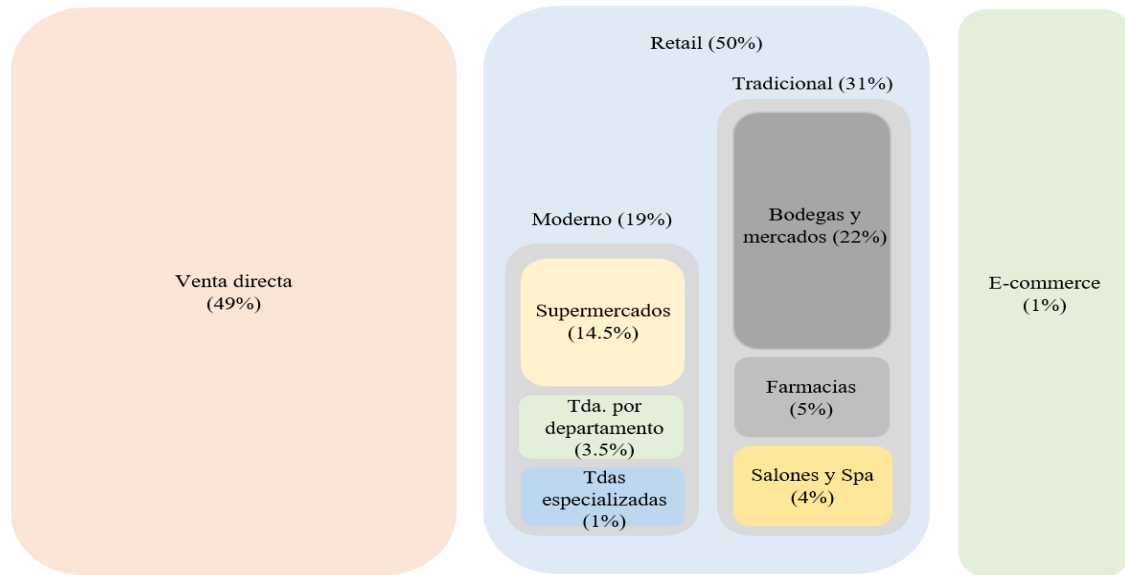 Venta directa
(49%)
Retail (50%)
Moderno (19%)
Supermercados
(14.5%)
Tda. por
departamento
(3.5%)
Tdas
especializadas
(1%)
Tradicional (31%)
Bodegas y
mercados (22%)
Farmacias
(5%)
Salones y Spa
(4%)
E-commerce
(1%)